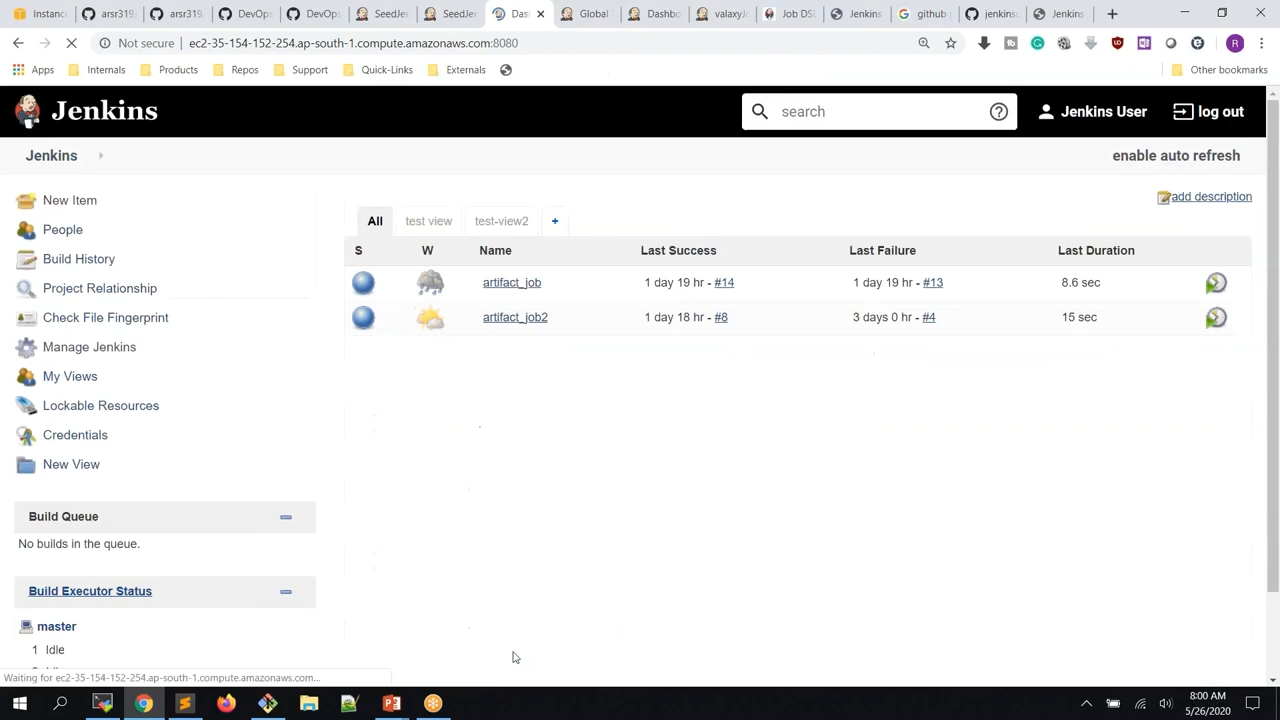 Instanc
arsr319
arsr319
DevOps
DevOps
SeedJer
SeedJer
Das
Global T
Dashbo
valaxyJo
Job DSL
Jenkins
github p
jenkinsc
Jenkins
Not secure | ec2-35-154-152-254.ap-south-1.compute.amazonaws.com:8080
Apps Internals Products Repos Support Quick-Links Externals Other bookmarks
Jenkins
search
Jenkins User
log out
Jenkins
enable auto refresh
add description
New Item
People
Build History
Project Relationship
Check File Fingerprint
Manage Jenkins
My Views
Lockable Resources
Credentials
New View
All test view test-view2 +
S W Name Last Success Last Failure Last Duration
artifact_job 1 day 19 hr - #14 1 day 19 hr - #13 8.6 sec
artifact_job2 1 day 18 hr - #8 3 days 0 hr - #4 15 sec
Build Queue
No builds in the queue.
Build Executor Status
master
1 Idle
Waiting for ec2-35-154-152-254.ap-south-1.compute.amazonaws.com...
8:00 AM
5/26/2020